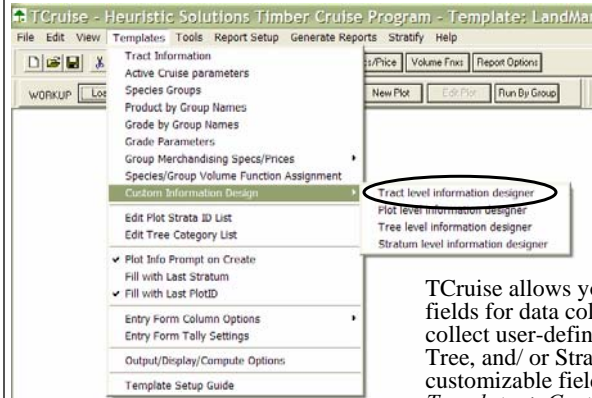 TCruise - Heuristic Solutions Timber Cruise Program - Template: LandMar
File Edit View Templates Tools Report Setup Generate Reports Stratify Help
s/Price Volume Fnxs Report Options
WORKUP Loc New Plot Edit Plot Run By Group
Tract Information
Active Cruise parameters
Species Groups
Product by Group Names
Grade by Group Names
Grade Parameters
Group Merchandising Specs/Prices
Species/Group Volume Function Assignment
Custom Information Design
Tract level information designer
Plot level information designer
Tree level information designer
Stratum level information designer
Edit Plot Strata ID List
Edit Tree Category List
Plot Info Prompt on Create
Fill with Last Stratum
Fill with Last PlotID
Entry Form Column Options
Entry Form Tally Settings
Output/Display/Compute Options
Template Setup Guide
TCruise allows yo
fields for data col
collect user-defin
Tree, and/ or Stra
customizable field